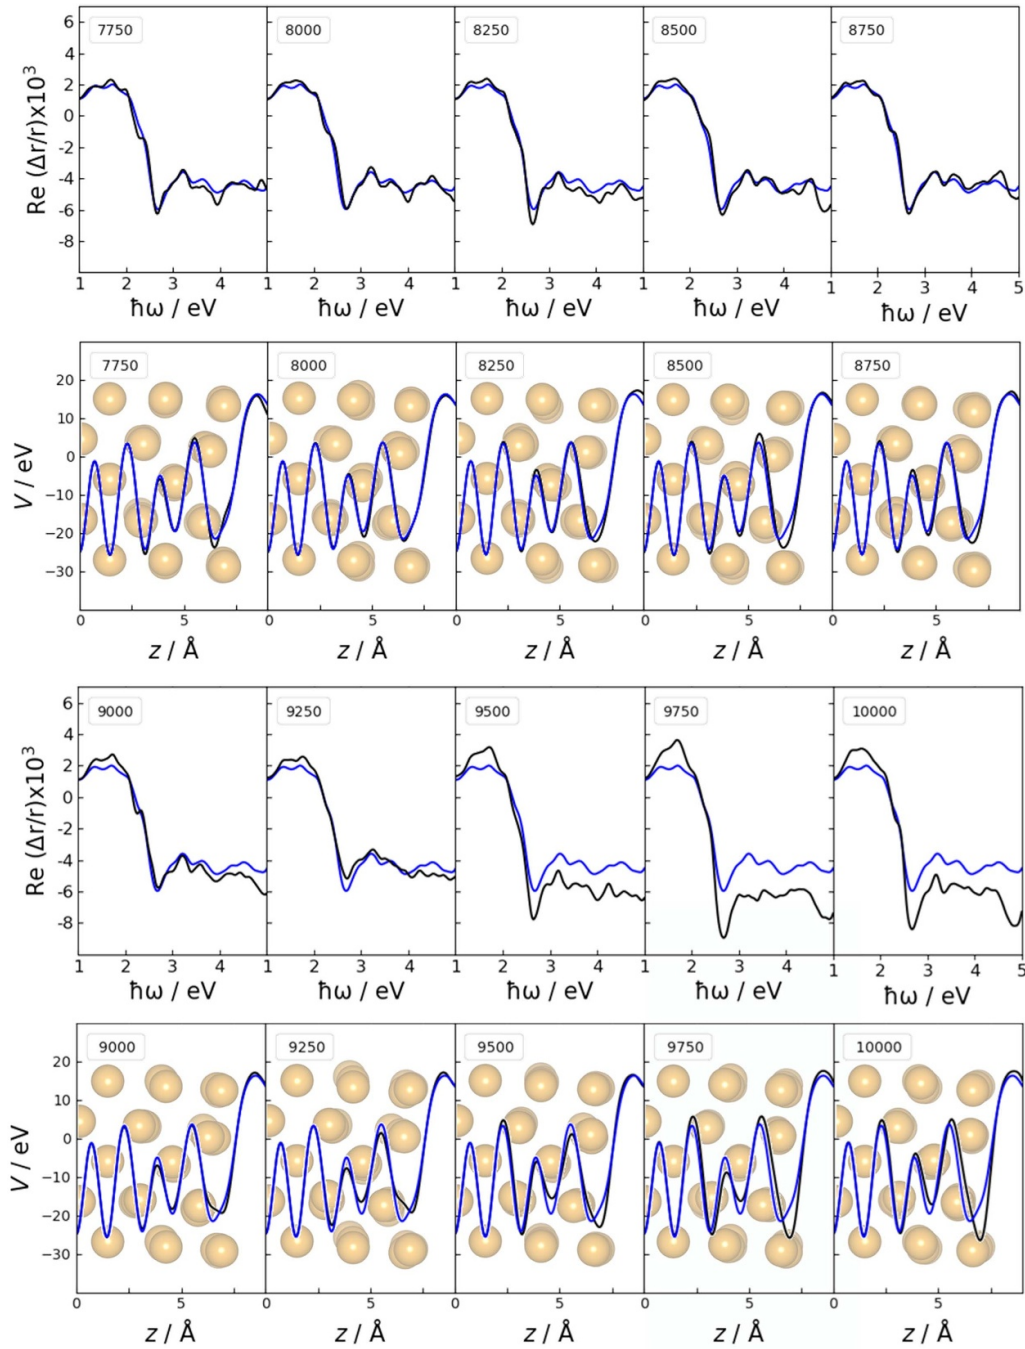 7750 8000 8250 8500 8750
Re (Δr/r)x10³
6
4
2
0
-2
-4
-6
-8
1 2 3 4 1 2 3 4 1 2 3 4 1 2 3 4 1 2 3 4 5
ħω / eV ħω / eV ħω / eV ħω / eV ħω / eV
7750 8000 8250 8500 8750
V / eV
20
10
0
−10
−20
−30
0 5 0 5 0 5 0 5 5
z / Å z / Å z / Å z / Å z / Å
9000 9250 9500 9750 10000
Re (Δr/r)x10³
6
4
2
0
-2
-4
-6
-8
1 2 3 4 1 2 3 4 1 2 3 4 1 2 3 4 1 2 3 4 5
ħω / eV ħω / eV ħω / eV ħω / eV ħω / eV
9000 9250 9500 9750 10000
V / eV
20
10
0
−10
−20
−30
0 5 0 5 0 5 0 5 0 5
z / Å z / Å z / Å z / Å z / Å